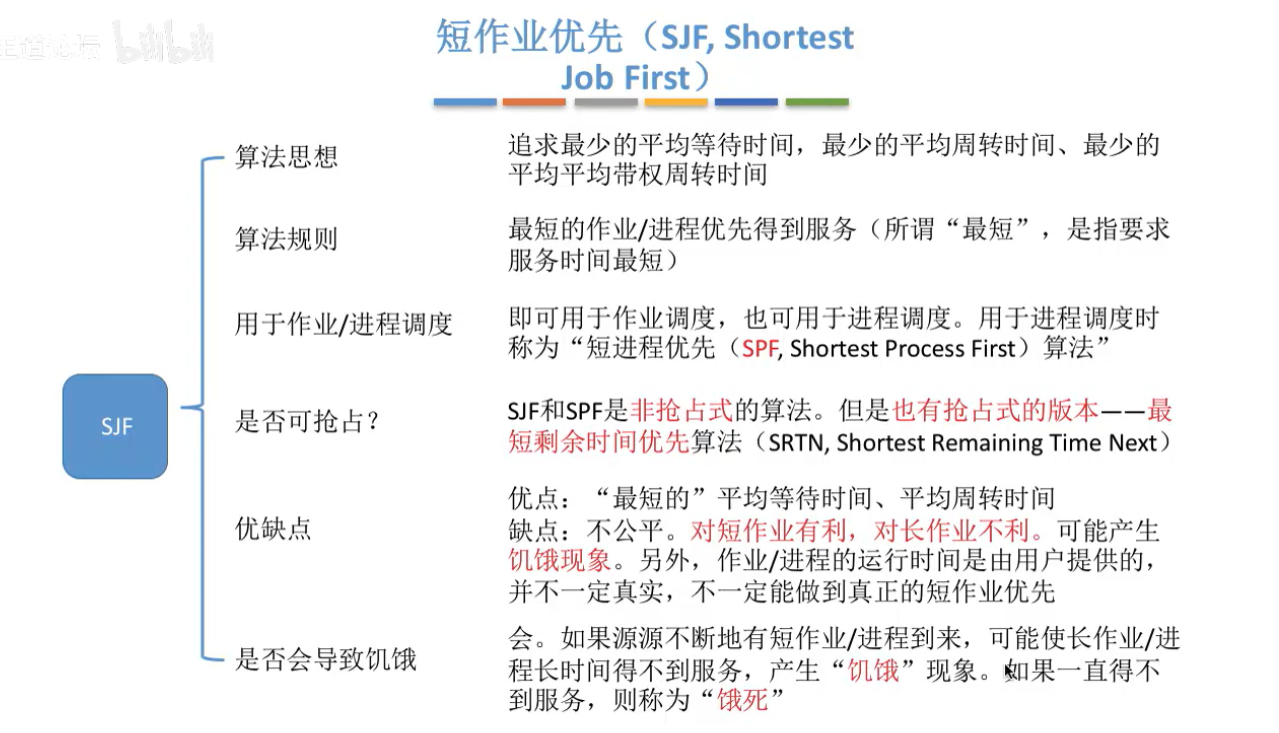 王道论坛 bilibili
短作业优先（SJF, Shortest
Job First）
SJF
算法思想
追求最少的平均等待时间，最少的平均周转时间、最少的
平均平均带权周转时间
算法规则
最短的作业/进程优先得到服务（所谓“最短”，是指要求
服务时间最短）
用于作业/进程调度
即可用于作业调度，也可用于进程调度。用于进程调度时
称为“短进程优先（SPF, Shortest Process First）算法”
是否可抢占？
SJF和SPF是非抢占式的算法。但是也有抢占式的版本——最
短剩余时间优先算法（SRTN, Shortest Remaining Time Next）
优缺点
优点：“最短的”平均等待时间、平均周转时间
缺点：不公平。对短作业有利，对长作业不利。可能产生
饥饿现象。另外，作业/进程的运行时间是由用户提供的，
并不一定真实，不一定能做到真正的短作业优先
是否会导致饥饿
会。如果源源不断地有短作业/进程到来，可能使长作业/进
程长时间得不到服务，产生“饥饿”现象。如果一直得不
到服务，则称为“饿死”